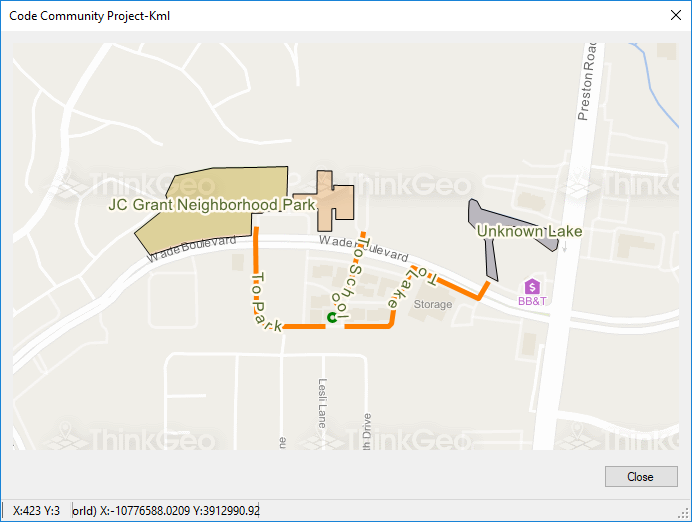 Code Community Project-Kml
Preston Road
ThinkGeo
ThinkGeo
ThinkGeo
JC Grant Neighborhood Park
Unknown Lake
Wade Boulevard
Wade Boulevard
To School
To Park
To Lake
Storage
$
BB&T
C
Lesli Lane
th Drive
ne
ThinkGeo
ThinkGeo
ThinkGeo
Close
X:423 Y:3
orld) X:-10776588.0209 Y:3912990.92